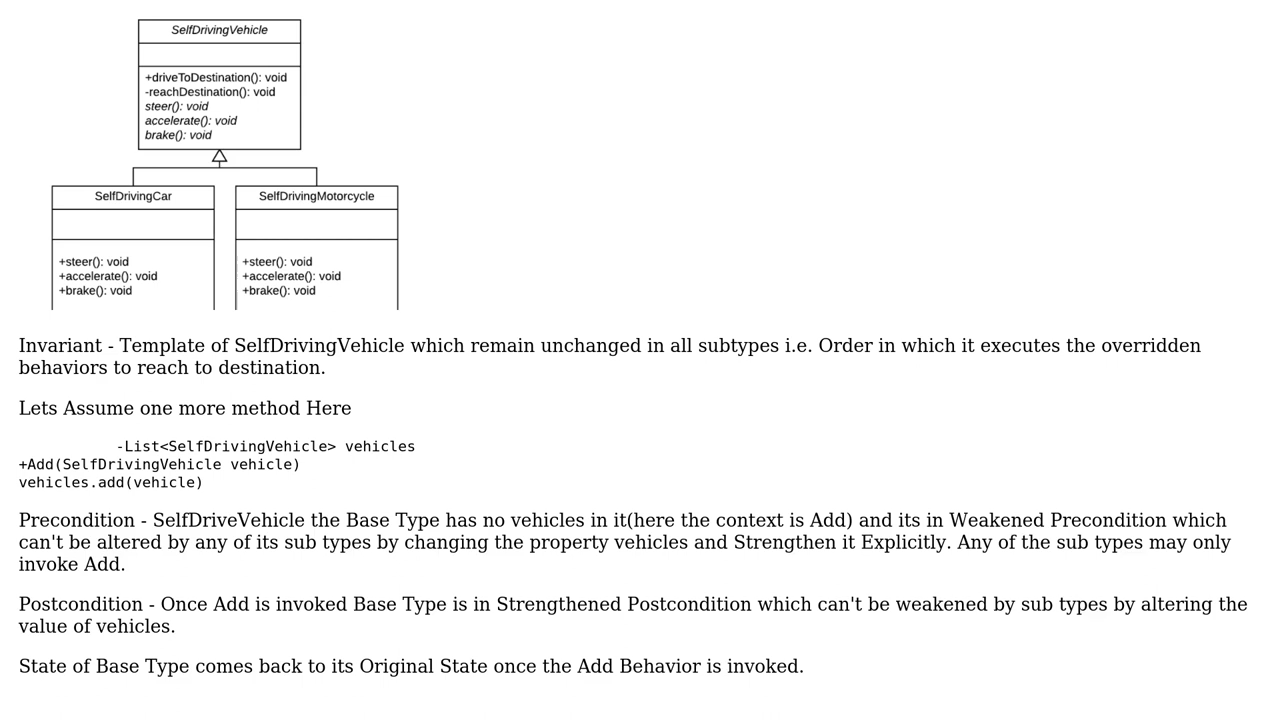 SelfDrivingVehicle
+driveToDestination(): void
-reachDestination(): void
steer(): void
accelerate(): void
brake(): void
SelfDrivingCar
+steer(): void
+accelerate(): void
+brake(): void
SelfDrivingMotorcycle
+steer(): void
+accelerate(): void
+brake(): void
Invariant - Template of SelfDrivingVehicle which remain unchanged in all subtypes i.e. Order in which it executes the overridden
behaviors to reach to destination.
Lets Assume one more method Here
-List<SelfDrivingVehicle> vehicles
+Add(SelfDrivingVehicle vehicle)
vehicles.add(vehicle)
Precondition - SelfDriveVehicle the Base Type has no vehicles in it(here the context is Add) and its in Weakened Precondition which
can't be altered by any of its sub types by changing the property vehicles and Strengthen it Explicitly. Any of the sub types may only
invoke Add.
Postcondition - Once Add is invoked Base Type is in Strengthened Postcondition which can't be weakened by sub types by altering the
value of vehicles.
State of Base Type comes back to its Original State once the Add Behavior is invoked.